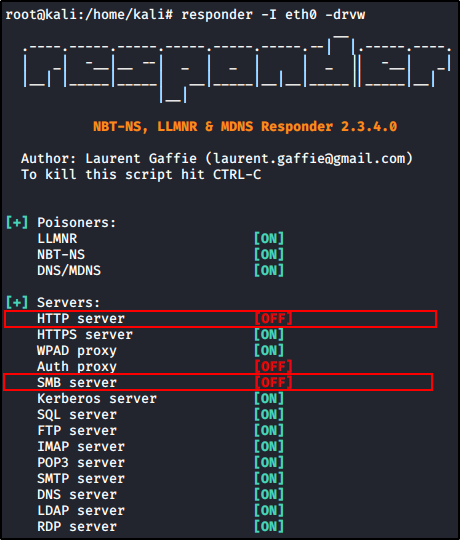 root@kali:/home/kali# responder -I eth0 -drvw
NBT-NS, LLMNR & MDNS Responder 2.3.4.0
Author: Laurent Gaffie (laurent.gaffie@gmail.com)
To kill this script hit CTRL-C
[+] Poisoners:
LLMNR [ON]
NBT-NS [ON]
DNS/MDNS [ON]
[+] Servers:
HTTP server [OFF]
HTTPS server [ON]
WPAD proxy [ON]
Auth proxy [OFF]
SMB server [OFF]
Kerberos server [ON]
SQL server [ON]
FTP server [ON]
IMAP server [ON]
POP3 server [ON]
SMTP server [ON]
DNS server [ON]
LDAP server [ON]
RDP server [ON]